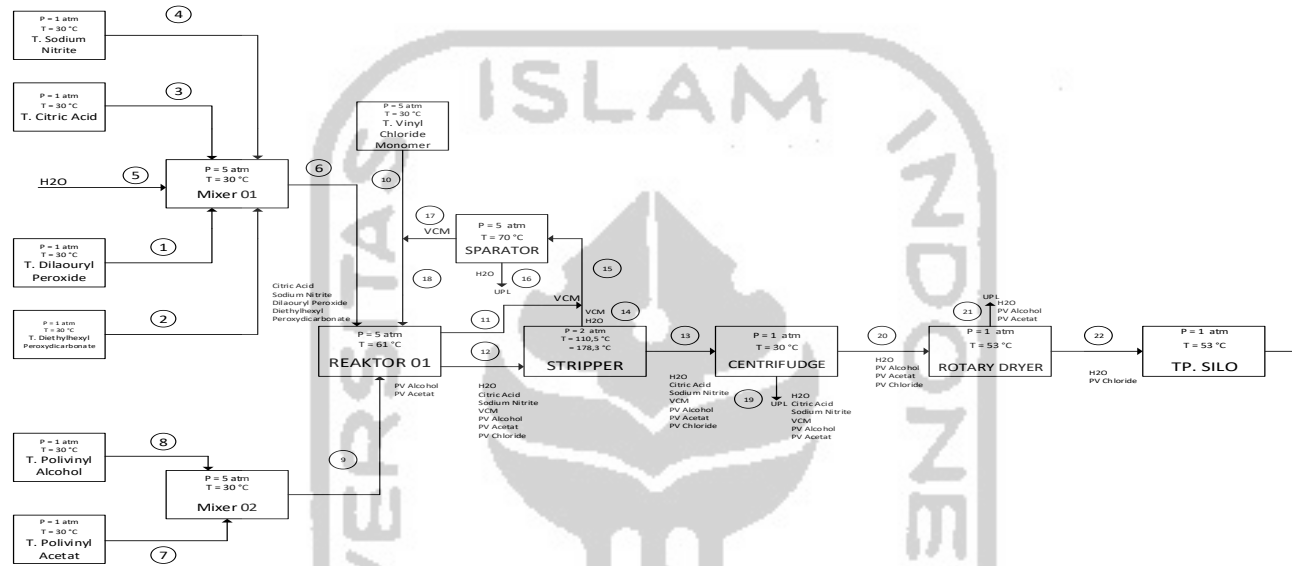 P = 1 atm
T = 30 °C
T. Sodium
Nitrite
4
P = 1 atm
T = 30 °C
T. Citric Acid
3
H2O
5
P = 5 atm
T = 30 °C
Mixer 01
6
P = 1 atm
T = 30 °C
T. Dilaouryl
Peroxide
1
P = 1 atm
T = 30 °C
T. Diethylhexyl
Peroxydicarbonate
2
Citric Acid
Sodium Nitrite
Dilaouryl Peroxide
Diethylhexyl
Peroxydicarbonate
P = 5 atm
T = 30 °C
T. Vinyl
Chloride
Monomer
10
17
VCM
P = 5 atm
T = 70 °C
SPARATOR
H2O
16
UPL
15
18
11
VCM
VCM
H2O
14
P = 5 atm
T = 61 °C
REAKTOR 01
12
PV Alcohol
PV Acetat
P = 2 atm
T = 110,5 °C
= 178,3 °C
STRIPPER
H2O
Citric Acid
Sodium Nitrite
VCM
PV Alcohol
PV Acetat
PV Chloride
13
H2O
Citric Acid
Sodium Nitrite
VCM
PV Alcohol
PV Acetat
PV Chloride
P = 1 atm
T = 30 °C
CENTRIFUDGE
19
UPL
H2O
Citric Acid
Sodium Nitrite
VCM
PV Alcohol
PV Acetat
20
H2O
PV Alcohol
PV Acetat
PV Chloride
21
UPL
H2O
PV Alcohol
PV Acetat
P = 1 atm
T = 53 °C
ROTARY DRYER
22
H2O
PV Chloride
P = 1 atm
T = 53 °C
TP. SILO
P = 1 atm
T = 30 °C
T. Polivinyl
Alcohol
8
P = 5 atm
T = 30 °C
Mixer 02
9
P = 1 atm
T = 30 °C
T. Polivinyl
Acetat
7
ISLAM
VERSITAS
INDONE